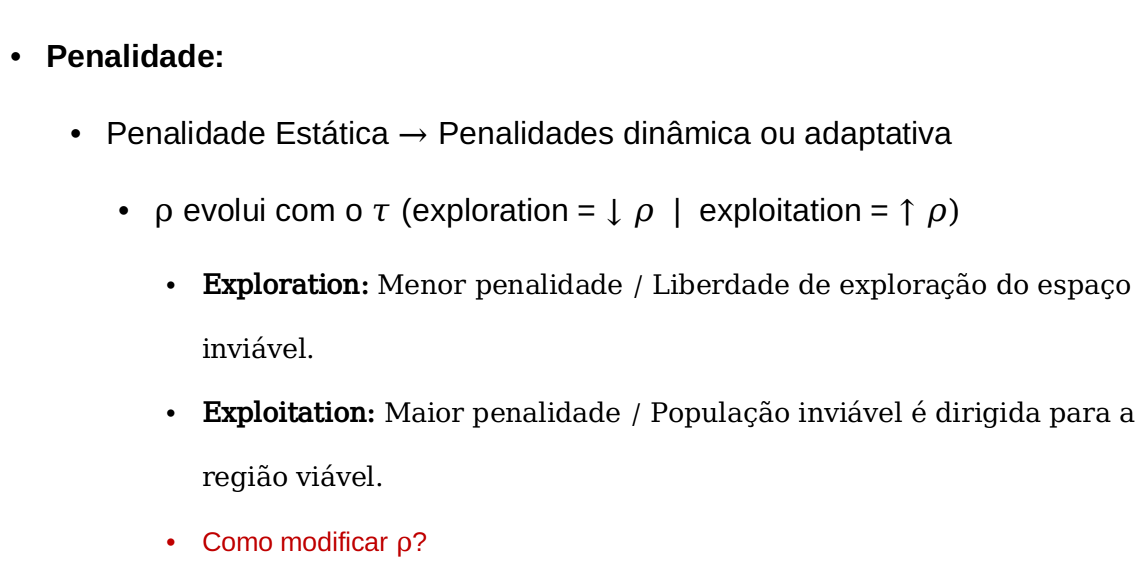 • Penalidade:
• Penalidade Estática → Penalidades dinâmica ou adaptativa
• ρ evolui com o τ (exploration = ↓ ρ | exploitation = ↑ ρ)
• Exploration: Menor penalidade / Liberdade de exploração do espaço
inviável.
• Exploitation: Maior penalidade / População inviável é dirigida para a
região viável.
• Como modificar ρ?